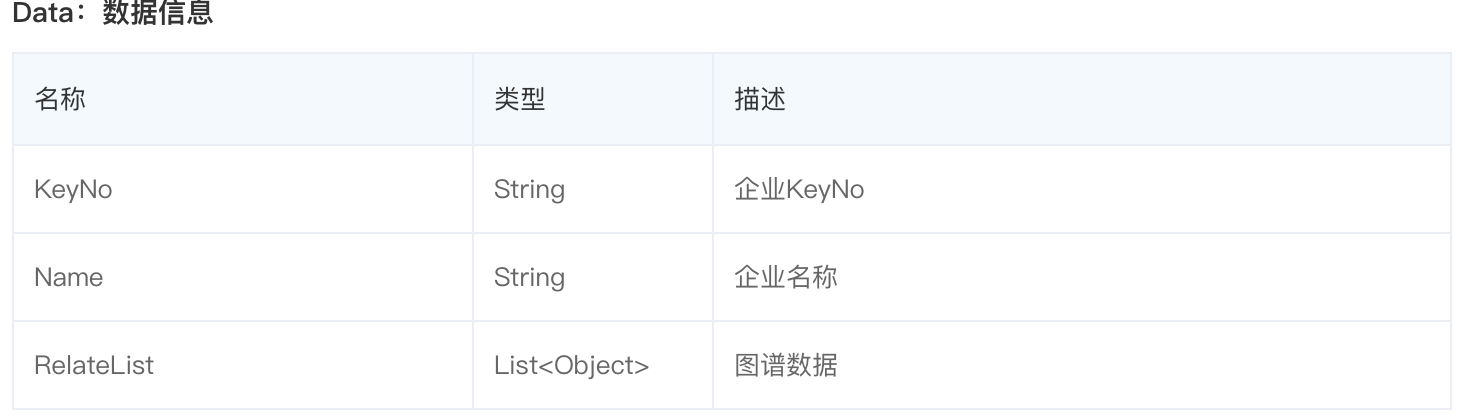 Data：数据信息
名称 类型 描述
KeyNo String 企业KeyNo
Name String 企业名称
RelateList List<Object> 图谱数据